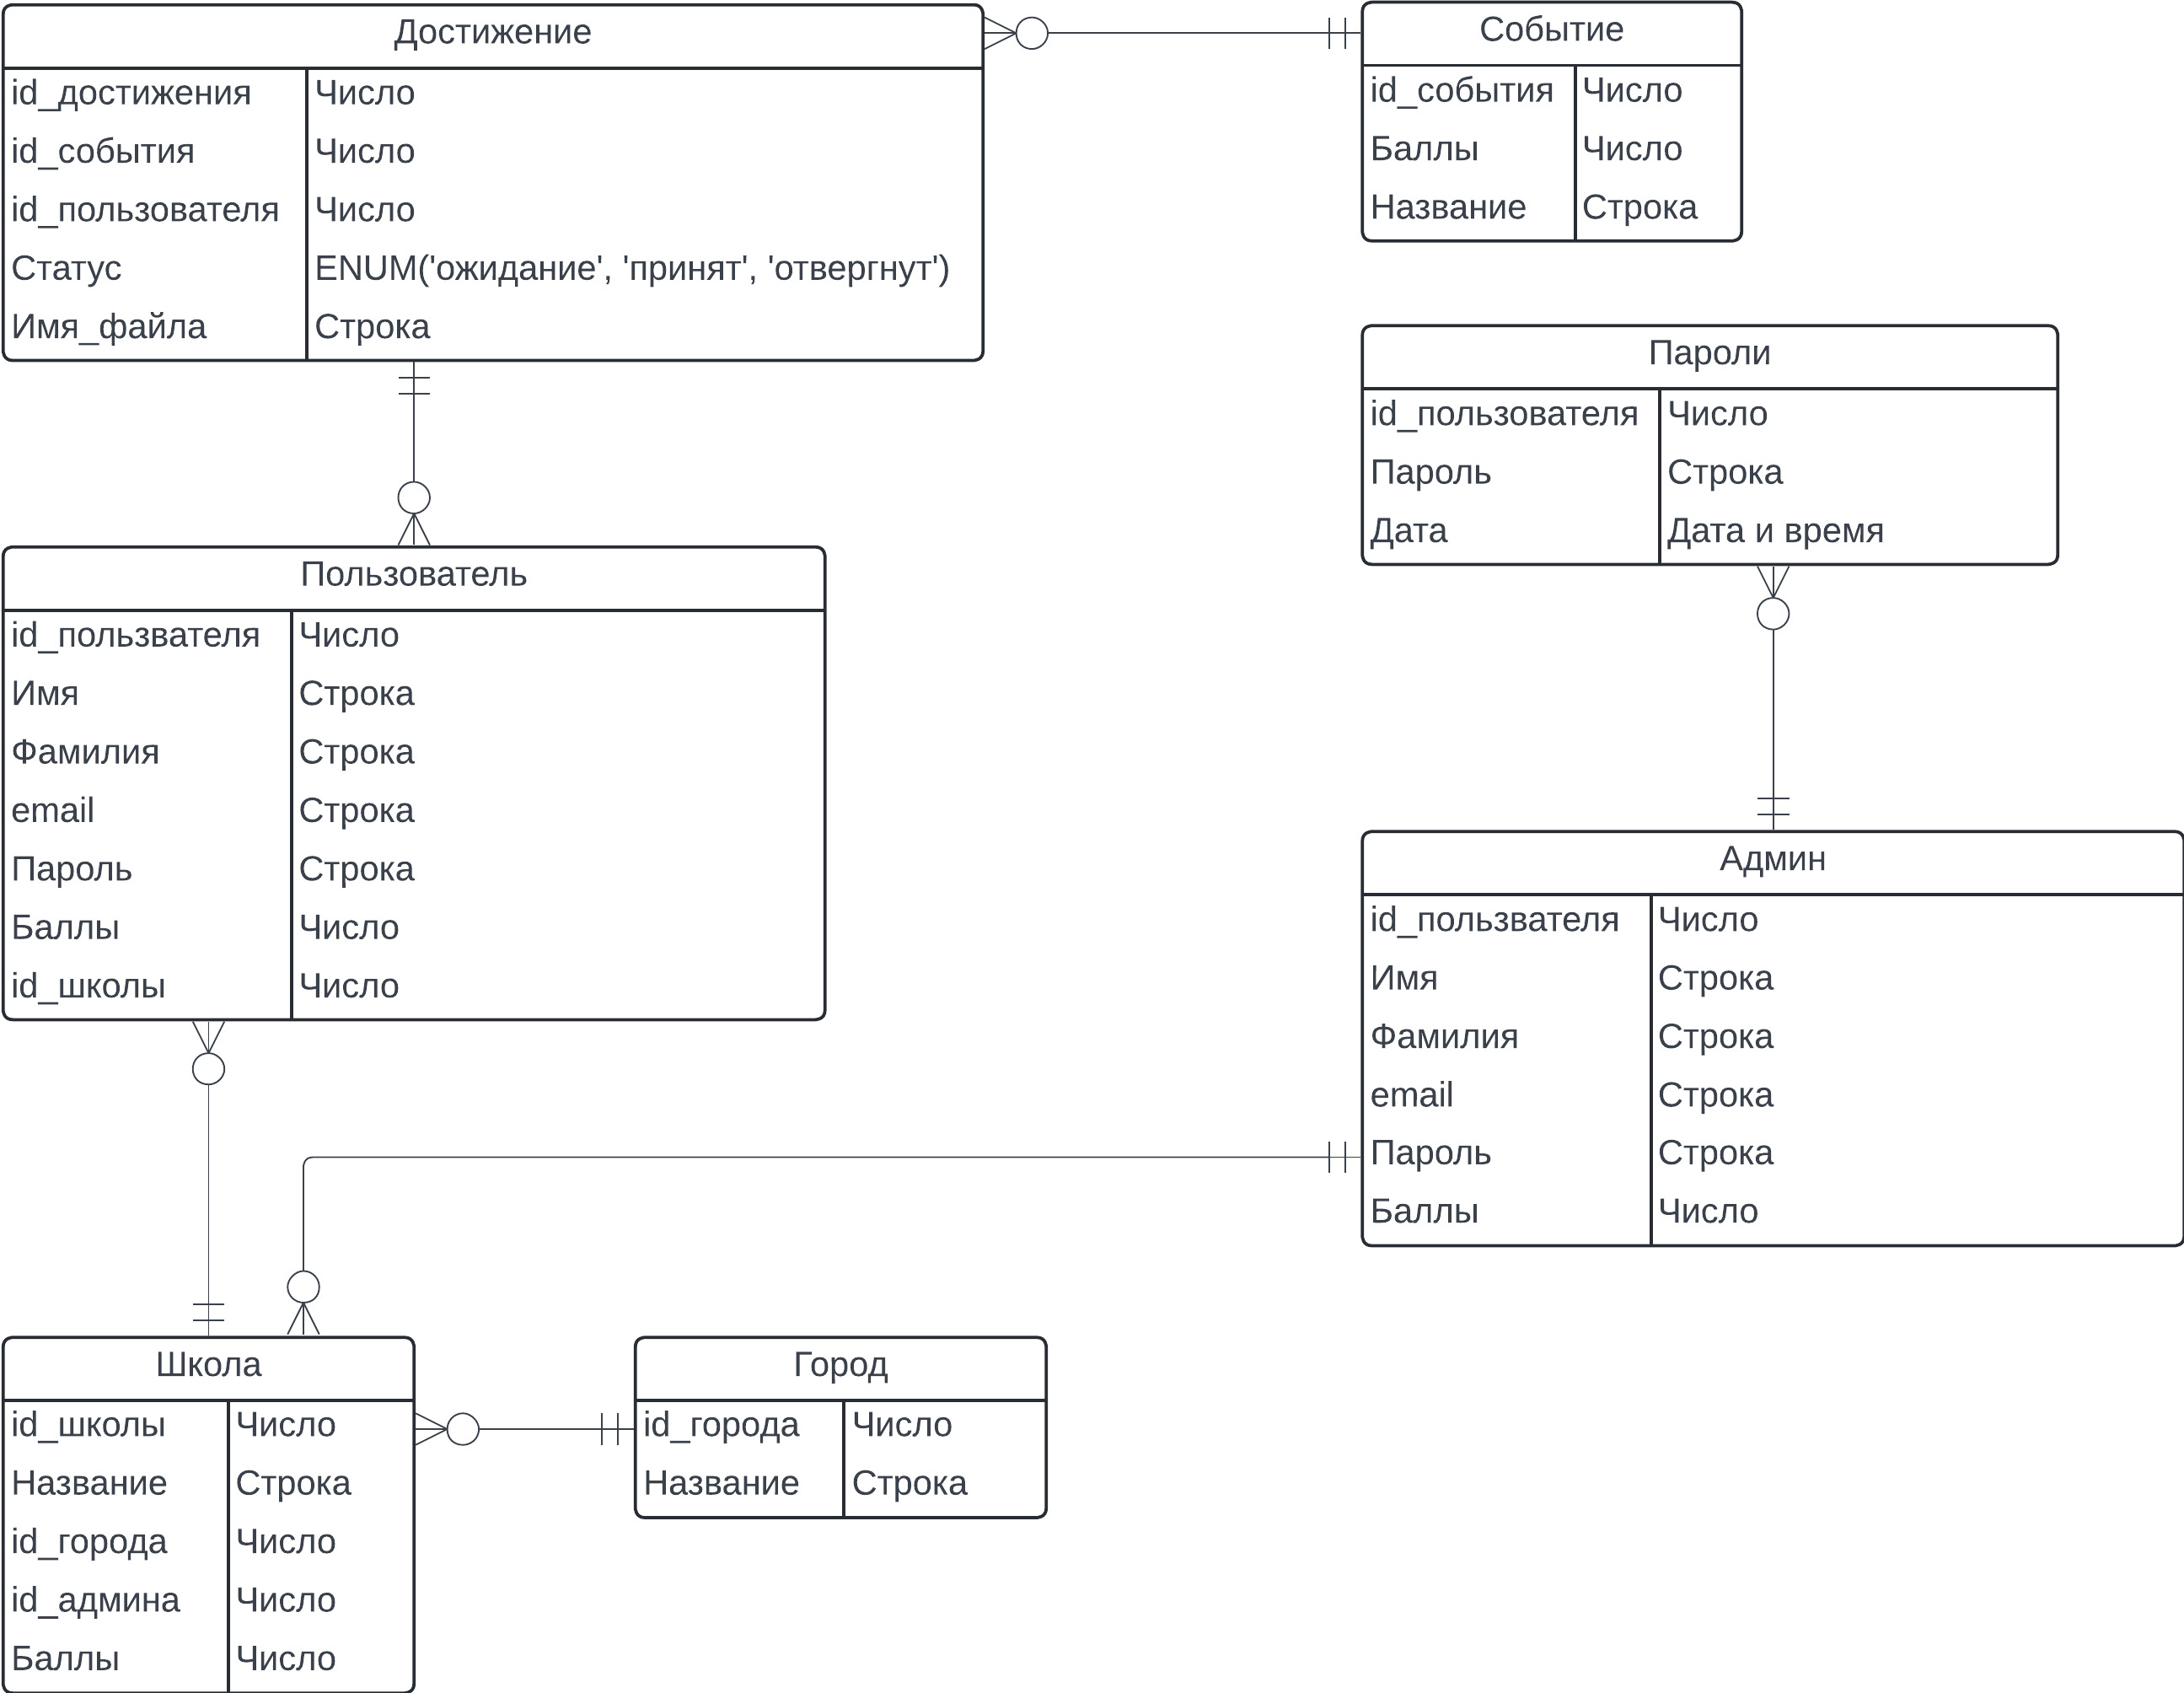 Достижение
id_достижения Число
id_события Число
id_пользователя Число
Статус ENUM('ожидание', 'принят', 'отвергнут')
Имя_файла Строка
Событие
id_события Число
Баллы Число
Название Строка
Пароли
id_пользователя Число
Пароль Строка
Дата Дата и время
Пользователь
id_пользвателя Число
Имя Строка
Фамилия Строка
email Строка
Пароль Строка
Баллы Число
id_школы Число
Админ
id_пользвателя Число
Имя Строка
Фамилия Строка
email Строка
Пароль Строка
Баллы Число
Школа
id_школы Число
Название Строка
id_города Число
id_админа Число
Баллы Число
Город
id_города Число
Название Строка